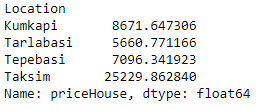 Location
Kumkapi 8671.647306
Tarlabasi 5660.771166
Tepebasi 7096.341923
Taksim 25229.862840
Name: priceHouse, dtype: float64